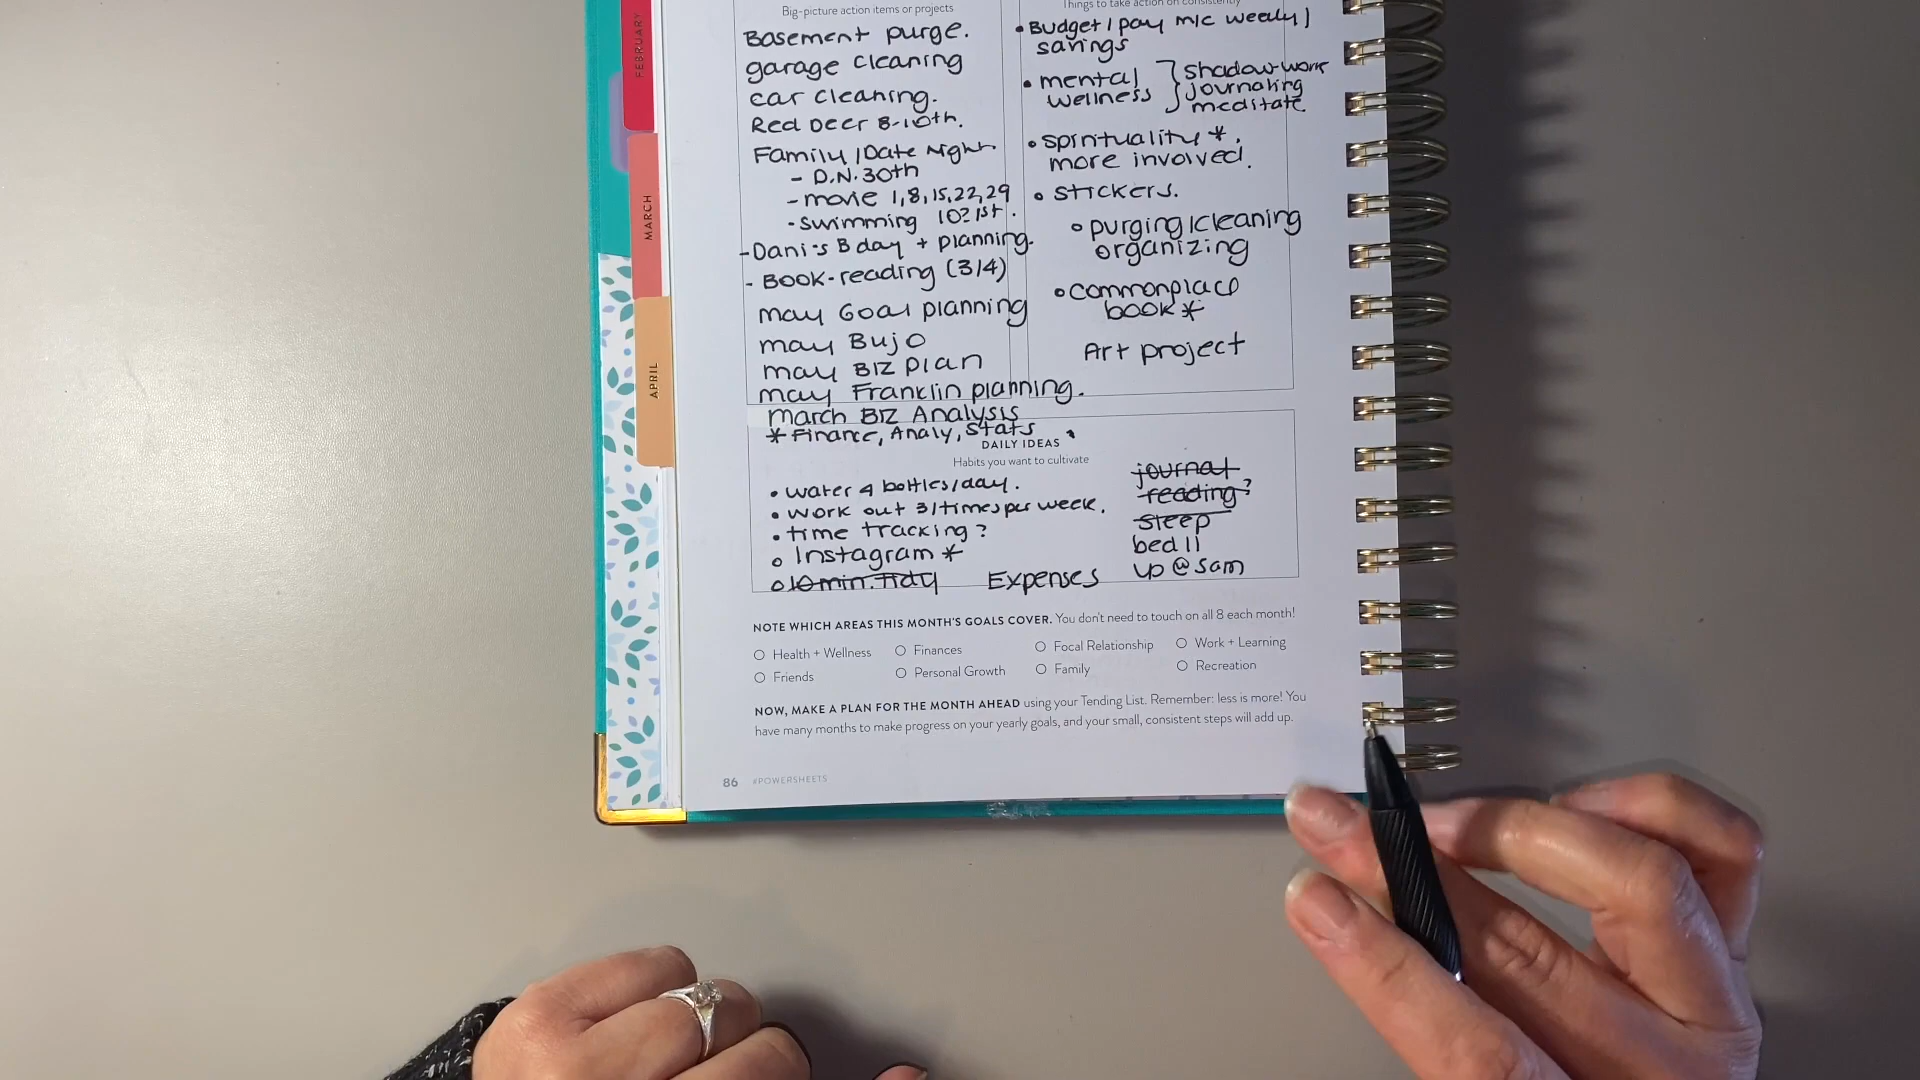 FEBRUARY
MARCH
APRIL
Big-picture action items or projects
Basement purge.
garage cleaning
car cleaning.
Red Deer 8-10th.
Family / Date Night
- D.N. 30th
- movie 1,8,15,22,29
- swimming 10? 1st.
- Dani's Bday + planning.
- Book-reading (3/4)
may Goal planning
may Bujo
may BIZ plan
may Franklin planning.
march BIZ Analysis
* Finance, Analy, Stats
Things to take action on consistently
• Budget / pay m/c weekly /
savings
• mental wellness } shadow-work
journaling
meditate
• spirituality *.
more involved.
• stickers.
• purging/cleaning
organizing
• commonplace
book *
Art project
DAILY IDEAS
Habits you want to cultivate
• water 4 bottles/day.
• work out 3/times per week.
• time tracking?
• Instagram *
• 10 min. Tidy
Expenses
journal
reading?
sleep
bed 11
up @ 5am
NOTE WHICH AREAS THIS MONTH'S GOALS COVER. You don't need to touch on all 8 each month!
Health + Wellness Finances Focal Relationship Work + Learning
Friends Personal Growth Family Recreation
NOW, MAKE A PLAN FOR THE MONTH AHEAD using your Tending List. Remember: less is more! You
have many months to make progress on your yearly goals, and your small, consistent steps will add up.
86 #POWERSHEETS